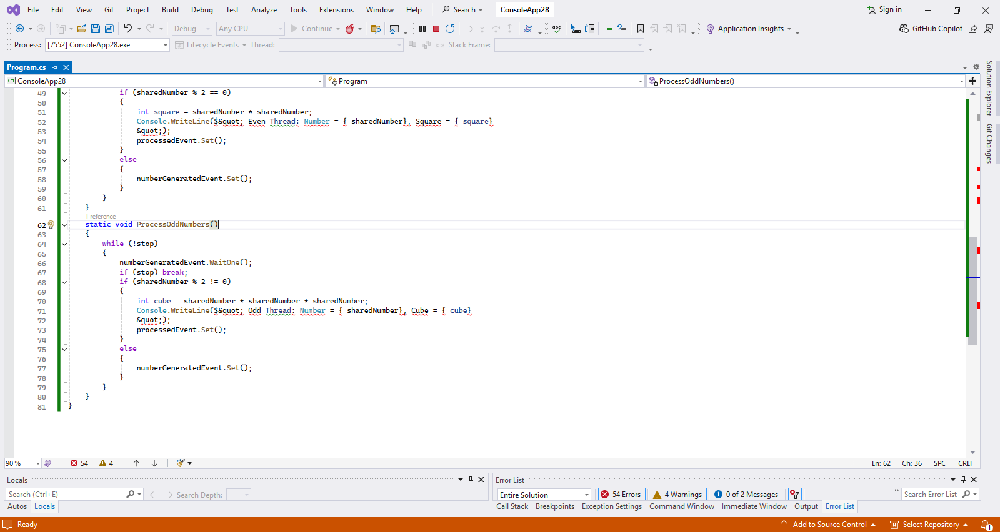 File Edit View Git Project Build Debug Test Analyze Tools Extensions Window Help Search ConsoleApp28 Sign in
Debug Any CPU Continue Application Insights GitHub Copilot
Process: [7552] ConsoleApp28.exe Lifecycle Events Thread: Stack Frame:
Program.cs
C# ConsoleApp28 Program ProcessOddNumbers()
49 if (sharedNumber % 2 == 0)
50 {
51 int square = sharedNumber * sharedNumber;
52 Console.WriteLine($&quot; Even Thread: Number = { sharedNumber}, Square = { square}
53 &quot;);
54 processedEvent.Set();
55 }
56 else
57 {
58 numberGeneratedEvent.Set();
59 }
60 }
61 }
1 reference
62 static void ProcessOddNumbers()
63 {
64 while (!stop)
65 {
66 numberGeneratedEvent.WaitOne();
67 if (stop) break;
68 if (sharedNumber % 2 != 0)
69 {
70 int cube = sharedNumber * sharedNumber * sharedNumber;
71 Console.WriteLine($&quot; Odd Thread: Number = { sharedNumber}, Cube = { cube}
72 &quot;);
73 processedEvent.Set();
74 }
75 else
76 {
77 numberGeneratedEvent.Set();
78 }
79 }
80 }
81 }
Solution Explorer
Git Changes
90 % 54 4 Ln: 62 Ch: 36 SPC CRLF
Locals
Search (Ctrl+E) Search Depth:
Autos Locals
Error List
Entire Solution 54 Errors 4 Warnings 0 of 2 Messages Search Error List
Call Stack Breakpoints Exception Settings Command Window Immediate Window Output Error List
Ready Add to Source Control Select Repository 1